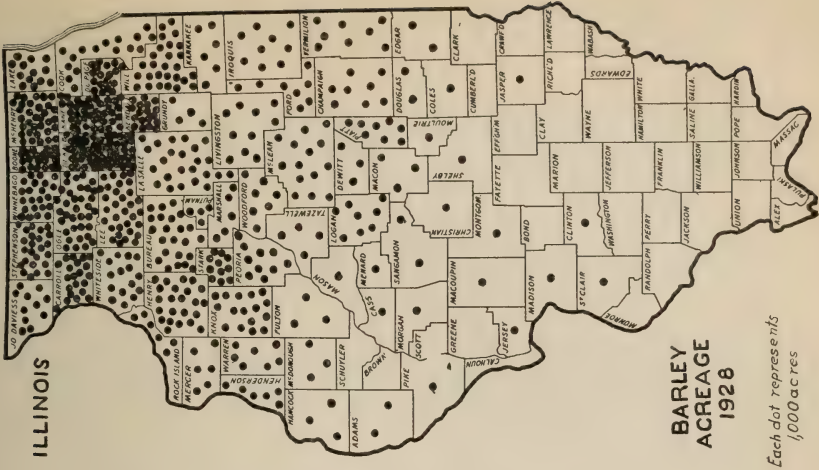 ILLINOIS
JO DAVIESS
STEPHENSON
WINNEBAGO
BOONE
McHENRY
LAKE
CARROLL
OGLE
KANE
COOK
DU PAGE
WHITESIDE
LEE
KENDALL
WILL
ROCK ISLAND
HENRY
BUREAU
LASALLE
GRUNDY
KANKAKEE
MERCER
PUTNAM
STARK
MARSHALL
LIVINGSTON
IROQUIS
HENDERSON
WARREN
KNOX
PEORIA
WOODFORD
McLEAN
FORD
HANCOCK
McDONOUGH
FULTON
TAZEWELL
VERMILION
CHAMPAIGN
ADAMS
SCHUYLER
MASON
LOGAN
DEWITT
PIATT
BROWN
CASS
MENARD
MACON
DOUGLAS
EDGAR
PIKE
SCOTT
MORGAN
SANGAMON
CHRISTIAN
MOULTRIE
COLES
CALHOUN
GREENE
MACOUPIN
MONTGOM.
SHELBY
CUMBERL'D
CLARK
JERSEY
MADISON
BOND
FAYETTE
EFFGHM
JASPER
CRAWF'D
ST CLAIR
CLINTON
MARION
CLAY
RICHL'D
LAWRENCE
MONROE
RANDOLPH
WASHINGTON
JEFFERSON
WAYNE
EDWARDS
WABASH
PERRY
FRANKLIN
HAMILTON
WHITE
JACKSON
WILLIAMSON
SALINE
GALLA.
UNION
JOHNSON
POPE
HARDIN
ALEX
PULASKI
MASSAC
BARLEY
ACREAGE
1928
Each dot represents
1,000 acres